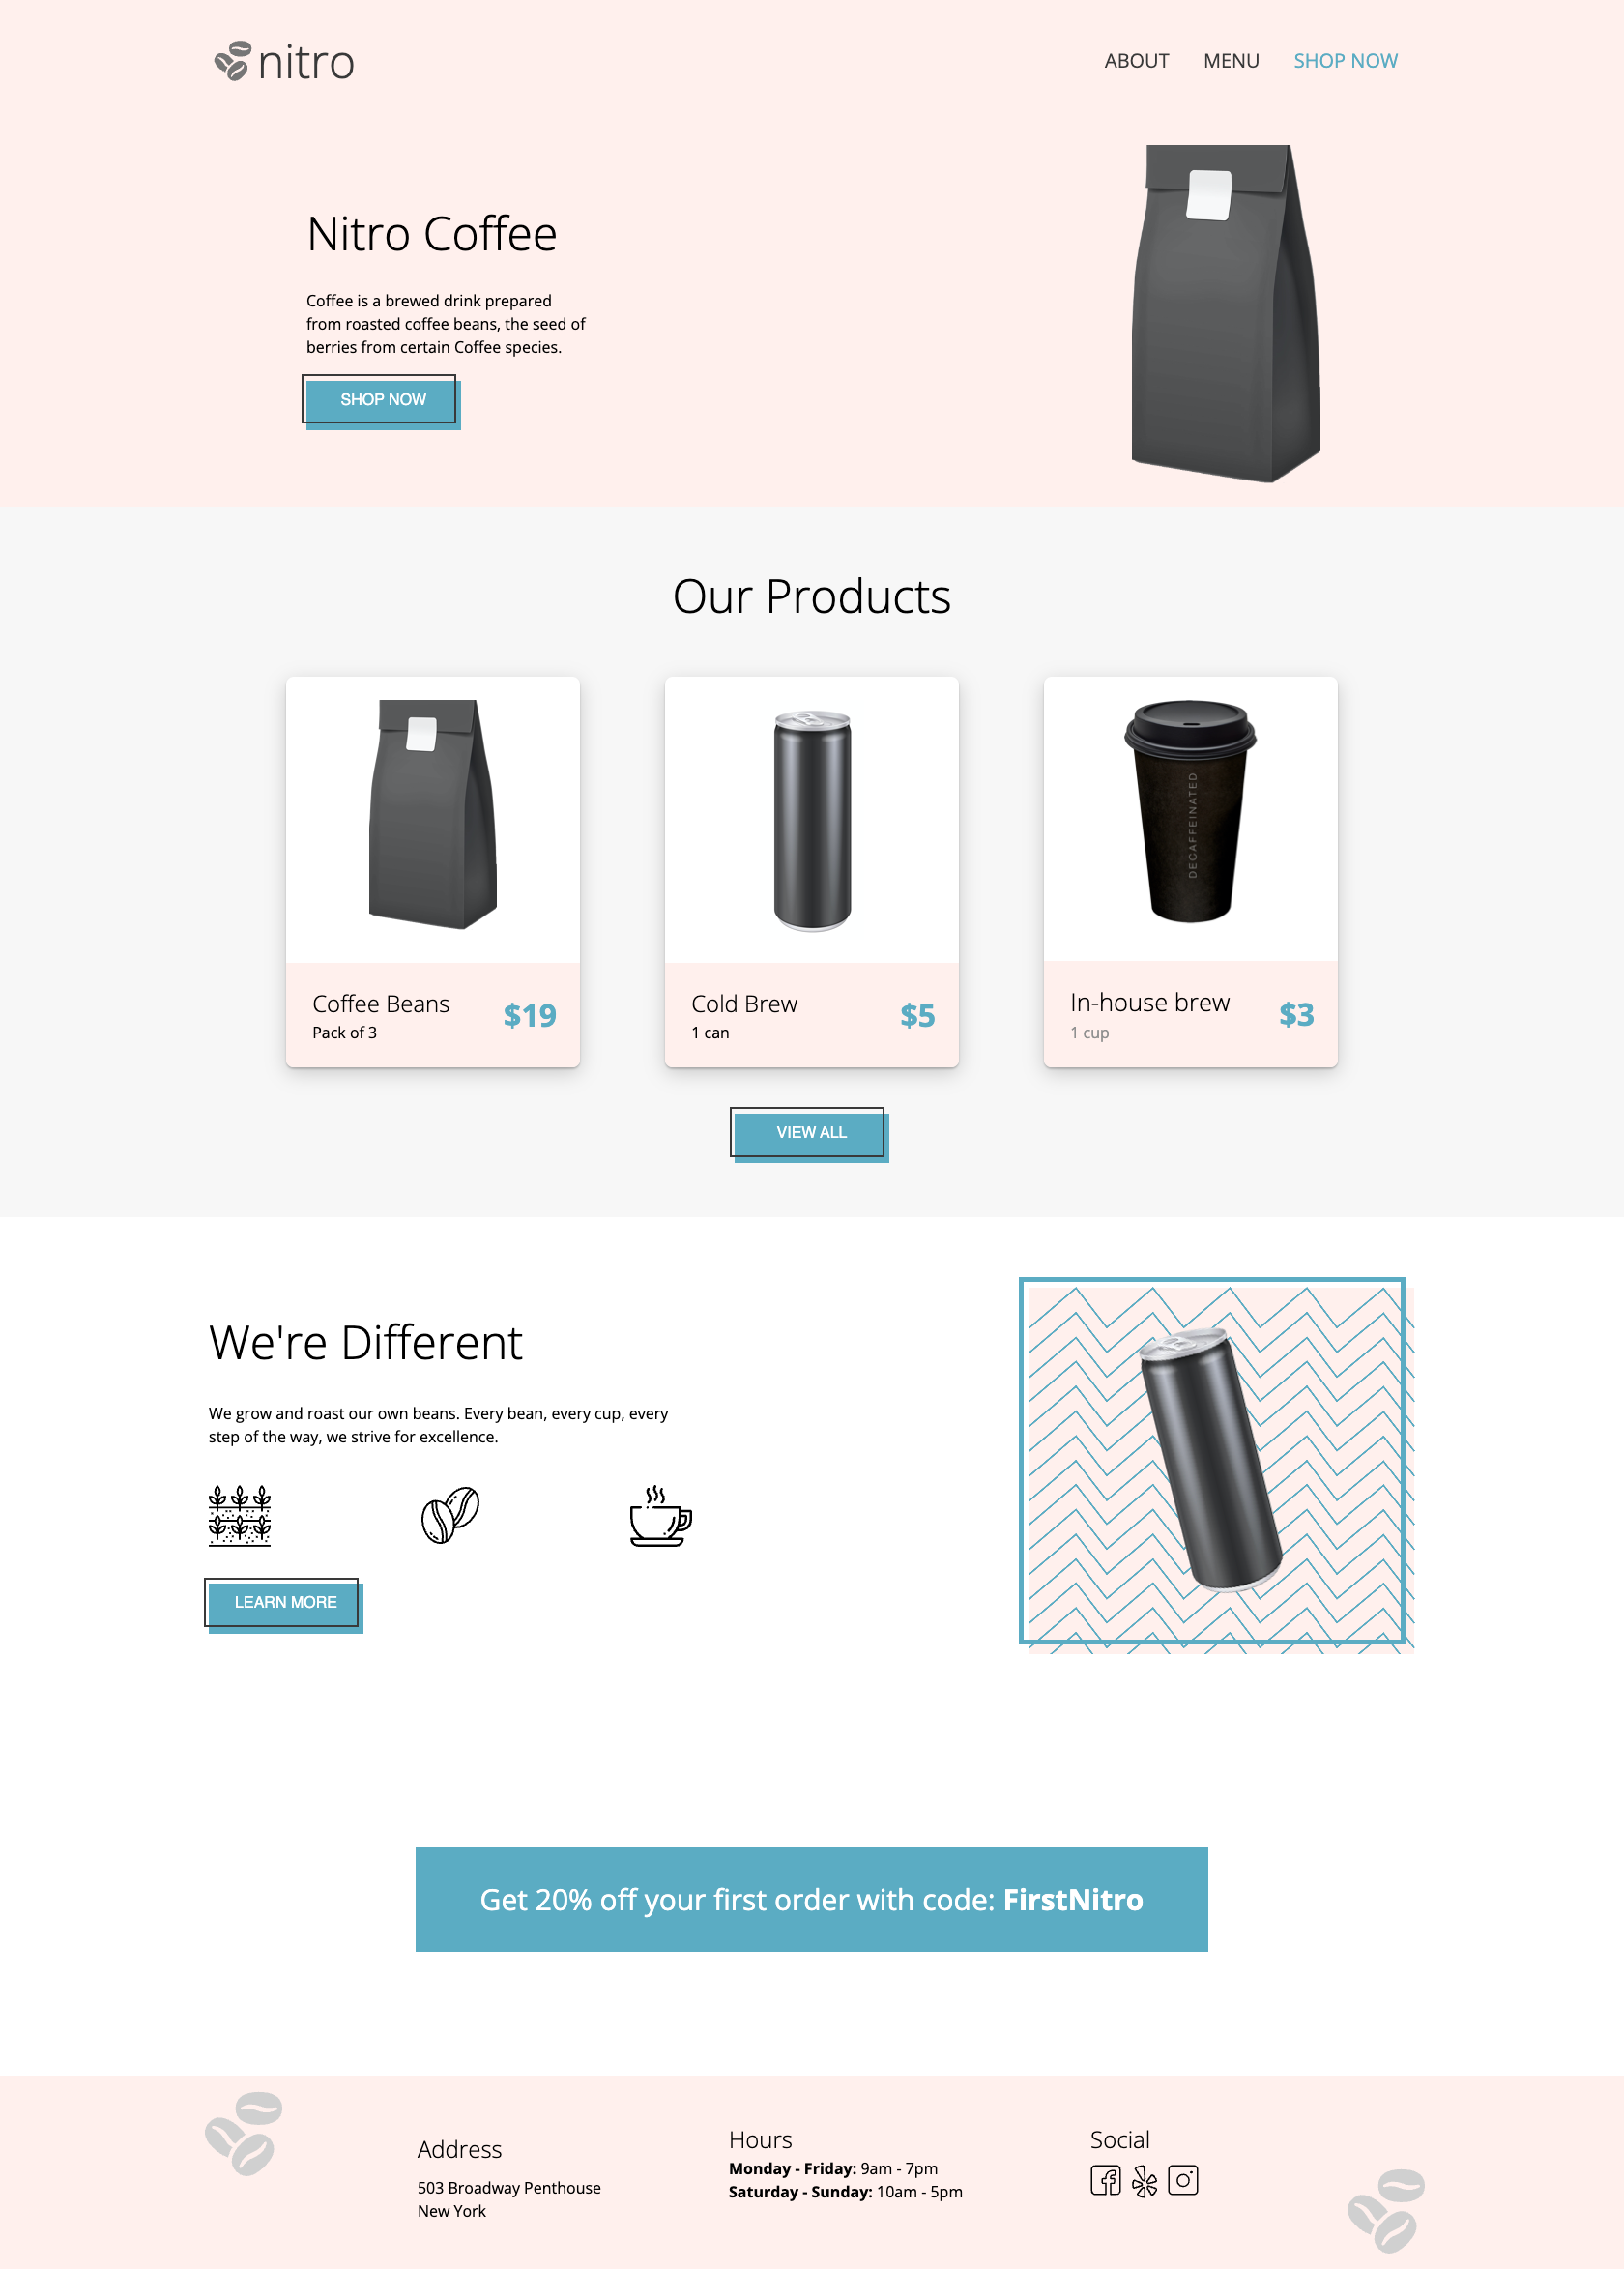 nitro
ABOUT MENU SHOP NOW
Nitro Coffee
Coffee is a brewed drink prepared
from roasted coffee beans, the seed of
berries from certain Coffee species.
SHOP NOW
Our Products
DECAFFEINATED
Coffee Beans
Pack of 3
$19
Cold Brew
1 can
$5
In-house brew
1 cup
$3
VIEW ALL
We're Different
We grow and roast our own beans. Every bean, every cup, every
step of the way, we strive for excellence.
LEARN MORE
Get 20% off your first order with code: FirstNitro
Address
503 Broadway Penthouse
New York
Hours
Monday - Friday: 9am - 7pm
Saturday - Sunday: 10am - 5pm
Social